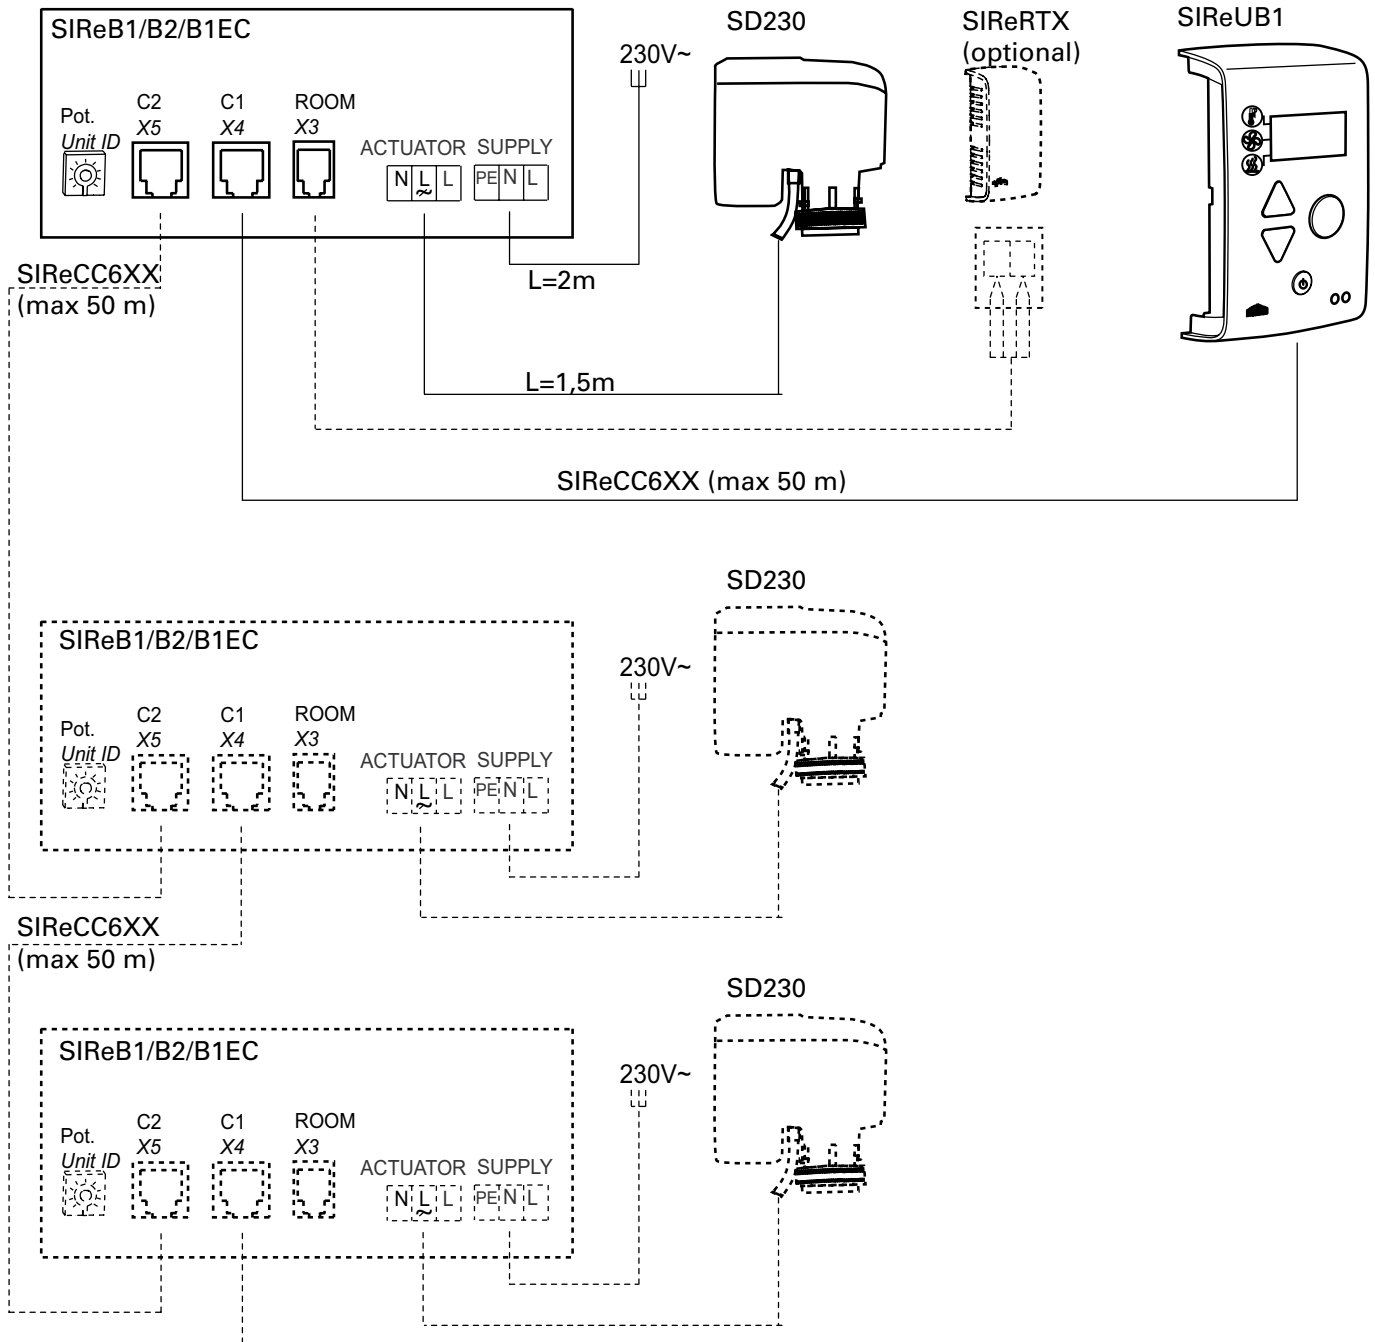 SIReB1/B2/B1EC
SD230
SIReRTX
(optional)
SIReUB1
230V~
Pot.
Unit ID
C2
X5
C1
X4
ROOM
X3
ACTUATOR SUPPLY
N L ~ L PE N L
SIReCC6XX
(max 50 m)
L=2m
L=1,5m
SIReCC6XX (max 50 m)
SD230
SIReB1/B2/B1EC
230V~
Pot.
Unit ID
C2
X5
C1
X4
ROOM
X3
ACTUATOR SUPPLY
N L ~ L PE N L
SIReCC6XX
(max 50 m)
SD230
SIReB1/B2/B1EC
230V~
Pot.
Unit ID
C2
X5
C1
X4
ROOM
X3
ACTUATOR SUPPLY
N L ~ L PE N L